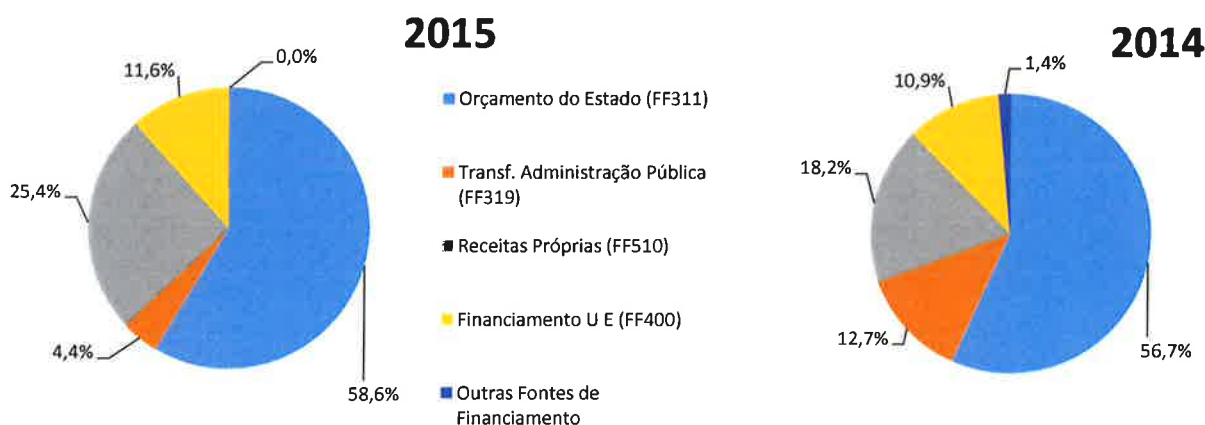 2015
0,0%
11,6%
25,4%
4,4%
58,6%
Orçamento do Estado (FF311)
Transf. Administração Pública
(FF319)
Receitas Próprias (FF510)
Financiamento U E (FF400)
Outras Fontes de
Financiamento
2014
1,4%
10,9%
18,2%
12,7%
56,7%